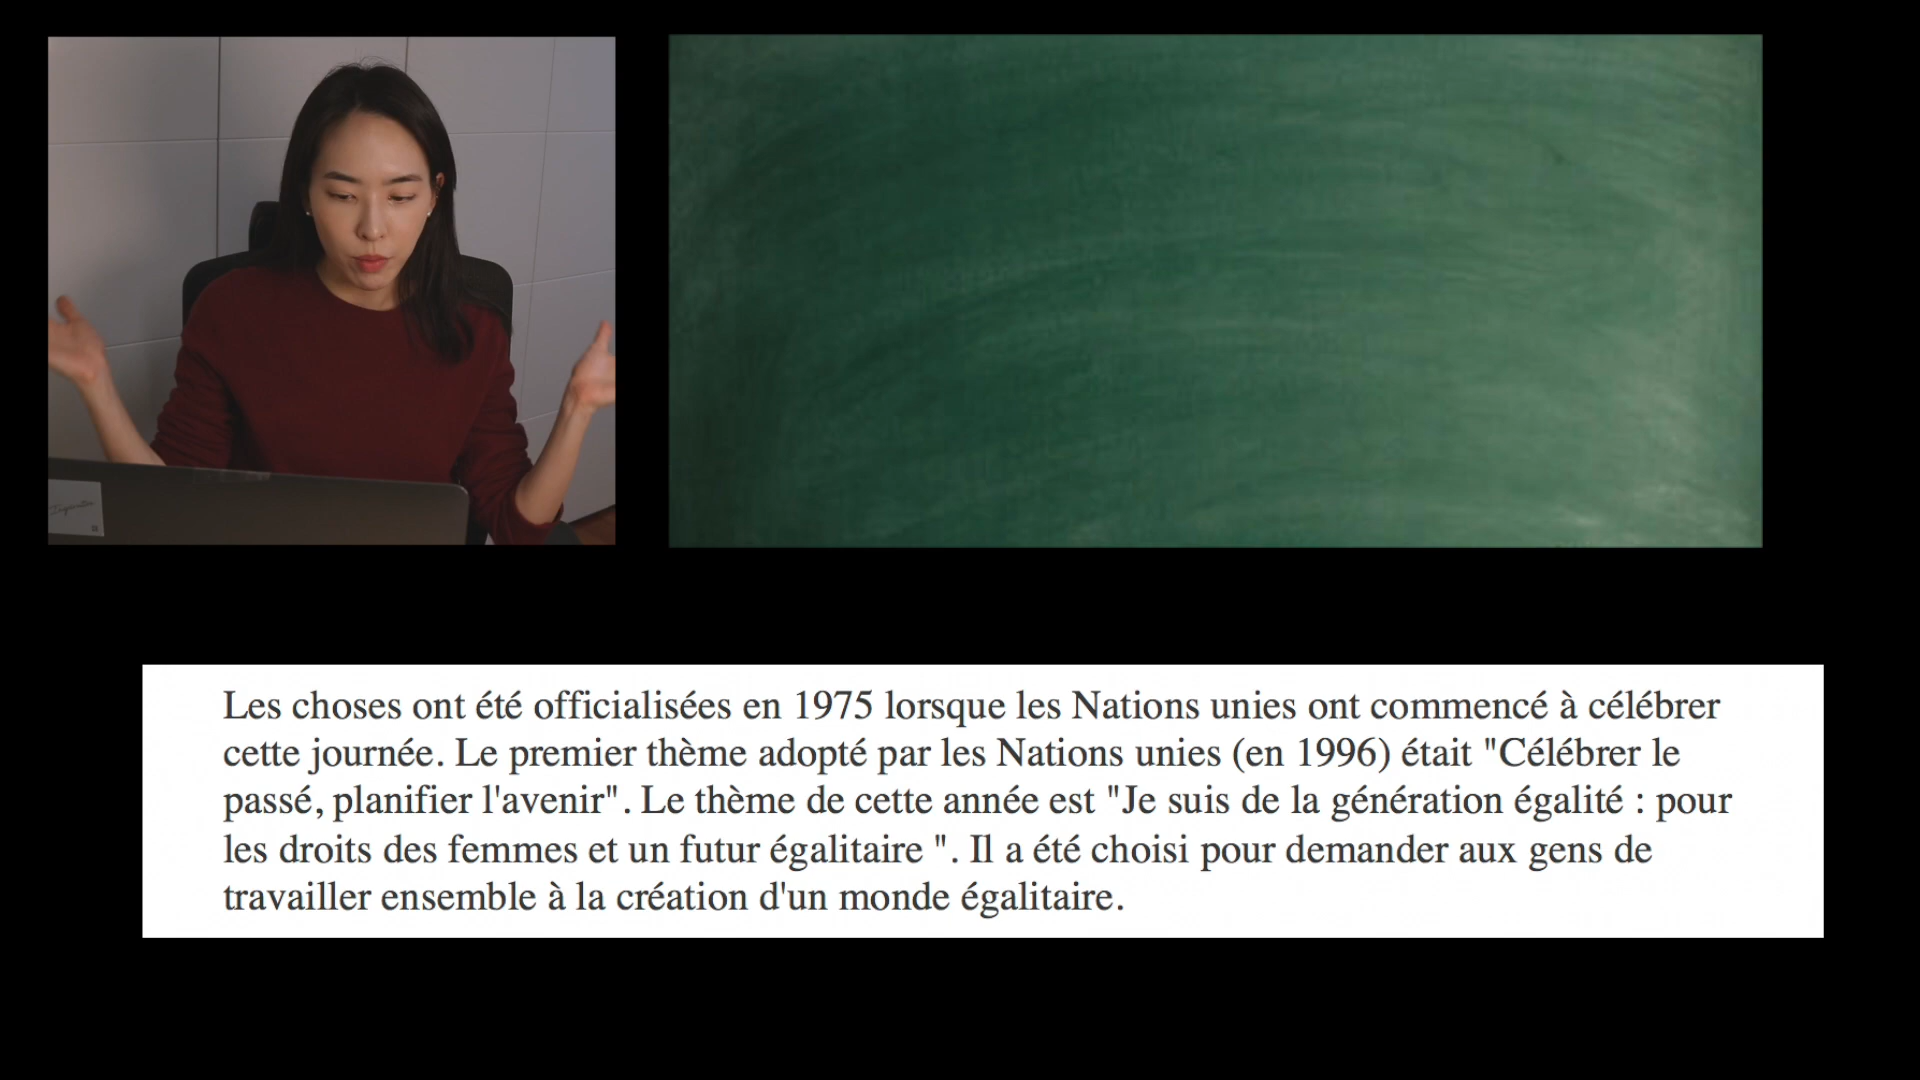 Les choses ont été officialisées en 1975 lorsque les Nations unies ont commencé à célébrer
cette journée. Le premier thème adopté par les Nations unies (en 1996) était "Célébrer le
passé, planifier l'avenir". Le thème de cette année est "Je suis de la génération égalité : pour
les droits des femmes et un futur égalitaire ". Il a été choisi pour demander aux gens de
travailler ensemble à la création d'un monde égalitaire.